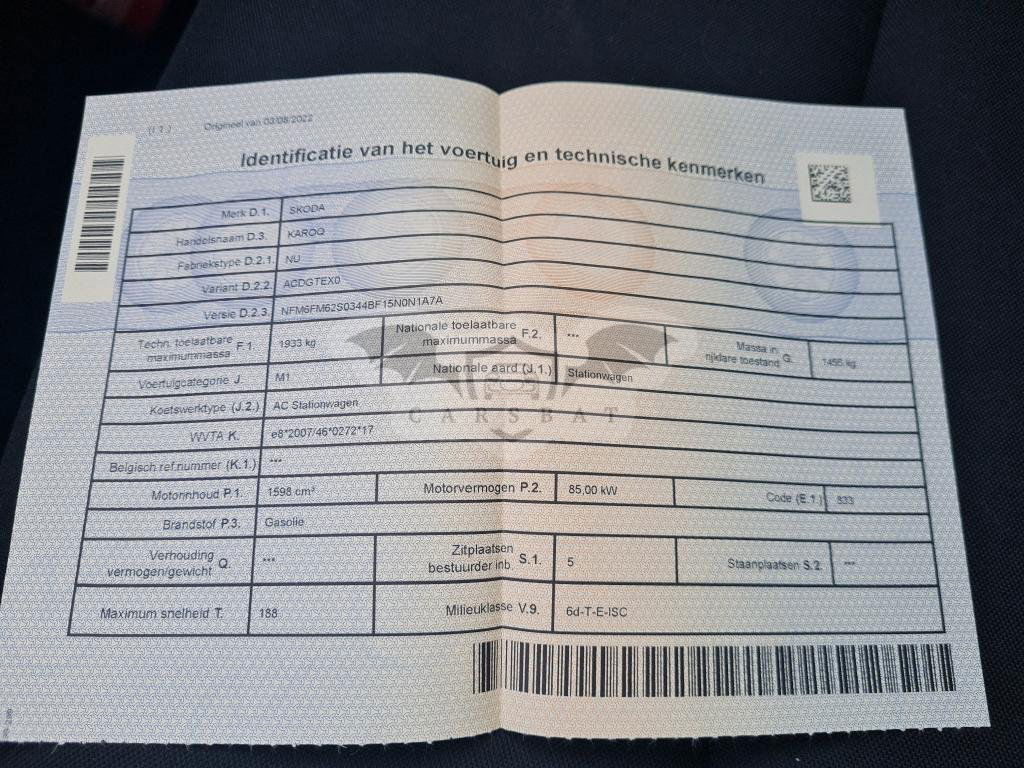 (I.1.) Origineel van 03/08/2022
Identificatie van het voertuig en technische kenmerken
Merk D.1. SKODA
Handelsnaam D.3. KAROQ
Fabriekstype D.2.1. NU
Variant D.2.2. ACDGTEX0
Versie D.2.3. NFM6FM62S0344BF15N0N1A7A
Techn. toelaatbare maximummassa F.1. 1933 kg Nationale toelaatbare maximummassa F.2. *** Massa in rijklare toestand G. 1456 kg
Voertuigcategorie J. M1 Nationale aard (J.1.) Stationwagen
Koetswerktype (J.2.) AC Stationwagen
CARSBAT
WVTA K. e8*2007/46*0272*17
Belgisch ref.nummer (K.1.) ***
Motorinhoud P.1. 1598 cm³ Motorvermogen P.2. 85,00 kW Code (E.1.) 833
Brandstof P.3. Gasolie
Verhouding vermogen/gewicht Q. *** Zitplaatsen bestuurder inb. S.1. 5 Staanplaatsen S.2. ***
Maximum snelheid T. 188 Milieuklasse V.9. 6d-T-E-ISC